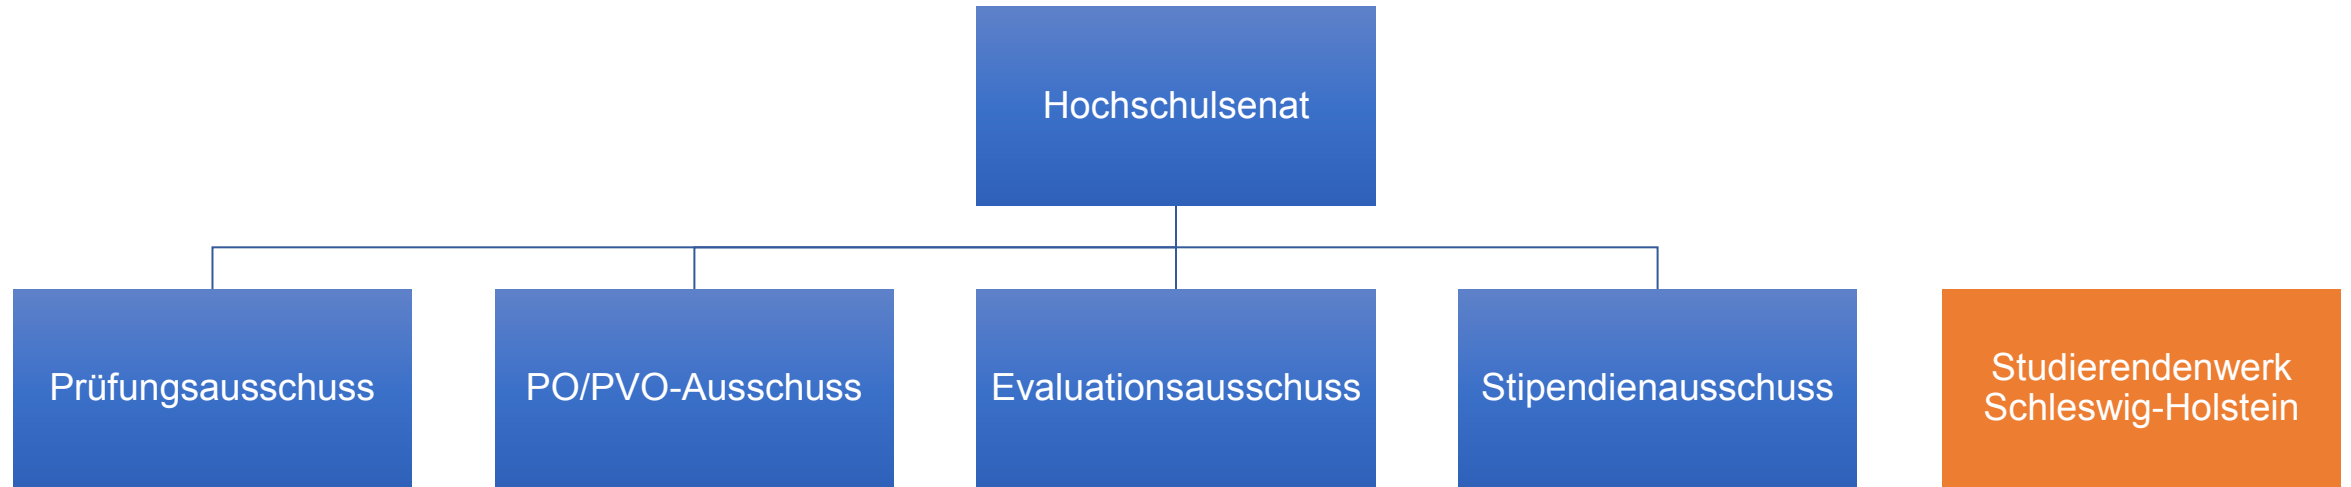 Hochschulsenat
Prüfungsausschuss
PO/PVO-Ausschuss
Evaluationsausschuss
Stipendienausschuss
Studierendenwerk
Schleswig-Holstein